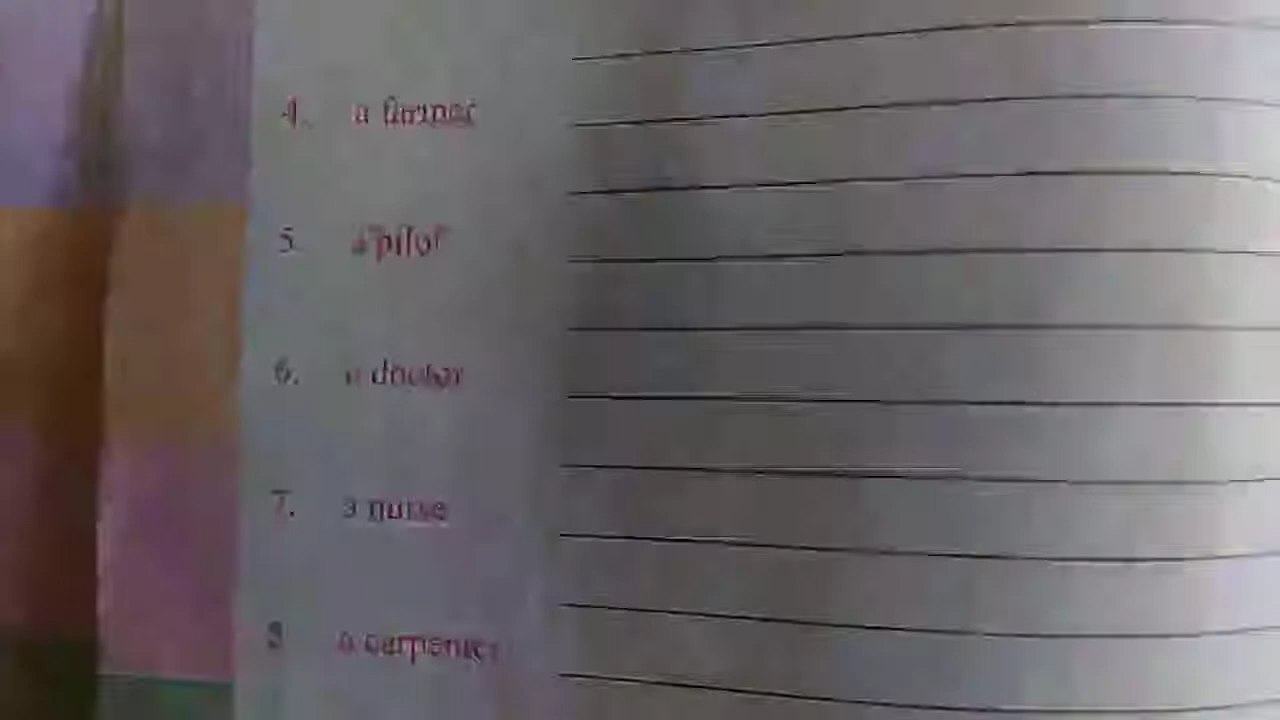 4. a farmer
5. a pilot
6. a doctor
7. a nurse
8. a carpenter